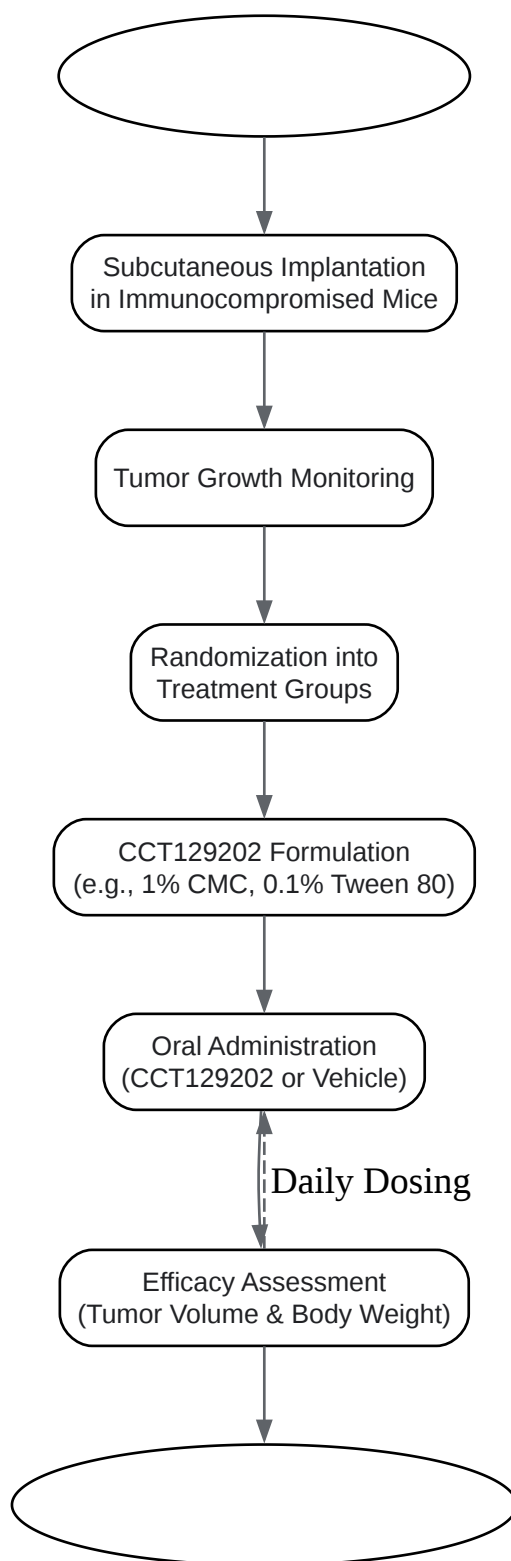 Subcutaneous Implantation
in Immunocompromised Mice
Tumor Growth Monitoring
Randomization into
Treatment Groups
CCT129202 Formulation
(e.g., 1% CMC, 0.1% Tween 80)
Oral Administration
(CCT129202 or Vehicle)
Daily Dosing
Efficacy Assessment
(Tumor Volume & Body Weight)